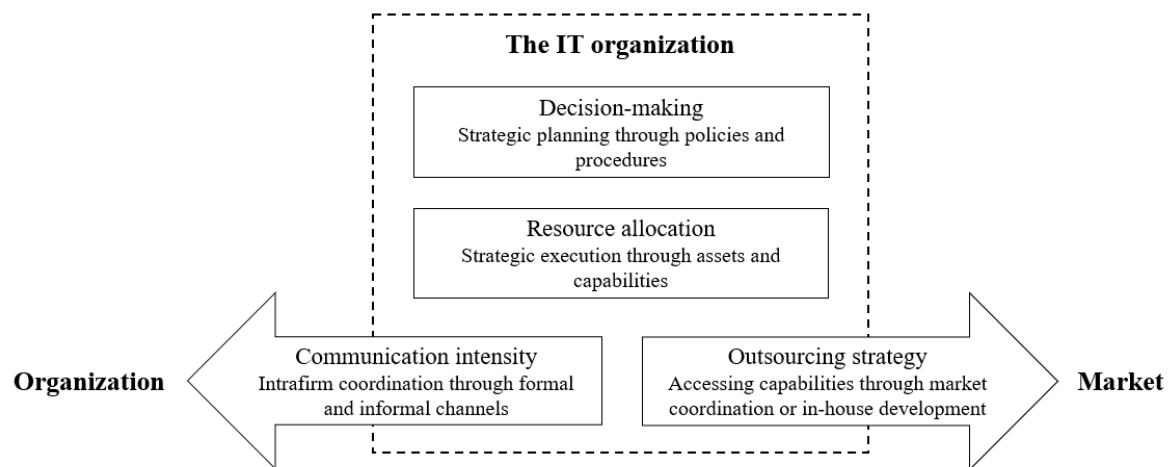 The IT organization
Decision-making
Strategic planning through policies and
procedures
Resource allocation
Strategic execution through assets and
capabilities
Organization
Communication intensity
Intrafirm coordination through formal
and informal channels
Outsourcing strategy
Accessing capabilities through market
coordination or in-house development
Market